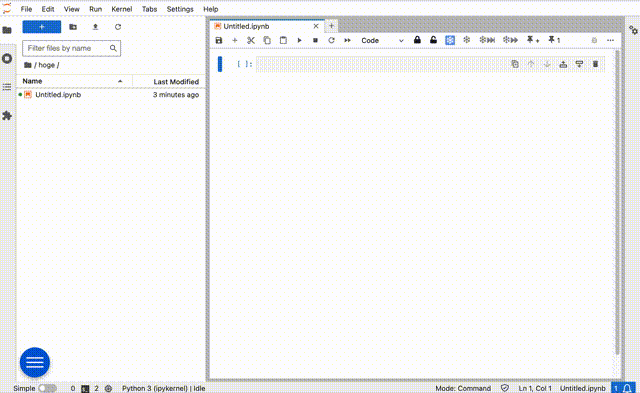 File Edit View Run Kernel Tabs Settings Help
Untitled.ipynb
Code
1
Filter files by name
/ hoge /
[ ]:
Name Last Modified
Untitled.ipynb 3 minutes ago
Simple 0 2 Python 3 (ipykernel) | Idle Mode: Command Ln 1, Col 1 Untitled.ipynb 1